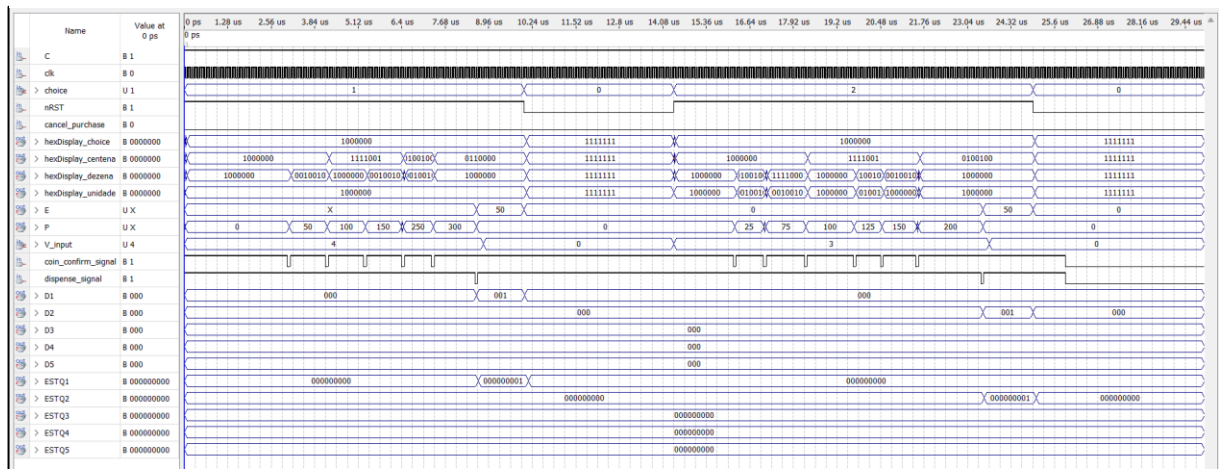 Name Value at 0 ps 0 ps 1.28 us 2.56 us 3.84 us 5.12 us 6.4 us 7.68 us 8.96 us 10.24 us 11.52 us 12.8 us 14.08 us 15.36 us 16.64 us 17.92 us 19.2 us 20.48 us 21.76 us 23.04 us 24.32 us 25.6 us 26.88 us 28.16 us 29.44 us
0 ps
C B 1
clk B 0
choice U 1 1 0 2 0
nRST B 1
cancel_purchase B 0
hexDisplay_choice B 0000000 1000000 1111111 1000000 1111111
hexDisplay_centena B 0000000 1000000 1111001 0100100 0110000 1111111 1000000 1111001 0100100 1111111
hexDisplay_dezena B 0000000 1000000 0010010 1000000 0010010 1000000 1111111 1000000 1111000 1000000 0010010 1000000 1111111
hexDisplay_unidade B 0000000 1000000 1111111 1000000 0010010 1000000 1000000 1000000 1111111
E U X X 50 0 50 0
P U X 0 50 100 150 250 300 0 25 75 100 125 150 200 0
V_input U 4 4 0 3 0
coin_confirm_signal B 1
dispense_signal B 1
D1 B 000 000 001 000
D2 B 000 000 001 000
D3 B 000 000
D4 B 000 000
D5 B 000 000
ESTQ1 B 000000000 000000000 000000001 000000000
ESTQ2 B 000000000 000000000 000000001 000000000
ESTQ3 B 000000000 000000000
ESTQ4 B 000000000 000000000
ESTQ5 B 000000000 000000000